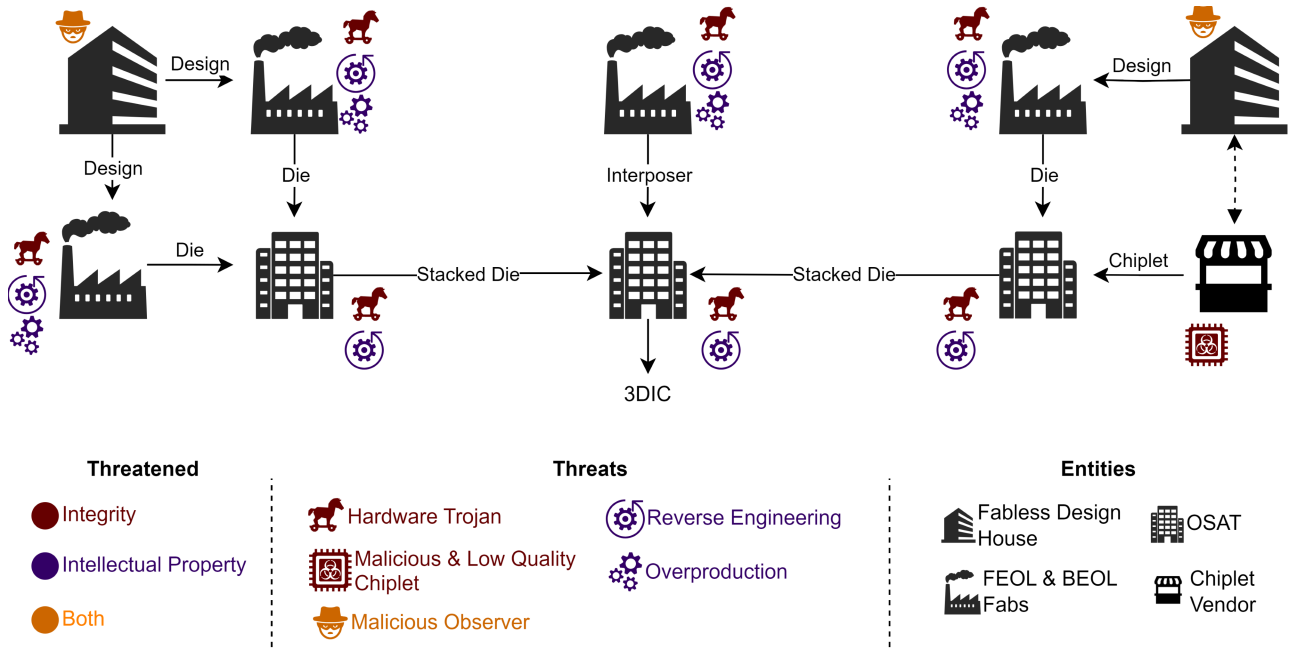 Design
Design
Design
Die
Interposer
Die
Die
Stacked Die
Stacked Die
Chiplet
3DIC
Threatened
Integrity
Intellectual Property
Both
Threats
Hardware Trojan
Malicious & Low Quality
Chiplet
Malicious Observer
Reverse Engineering
Overproduction
Entities
Fabless Design
House
FEOL & BEOL
Fabs
OSAT
Chiplet
Vendor